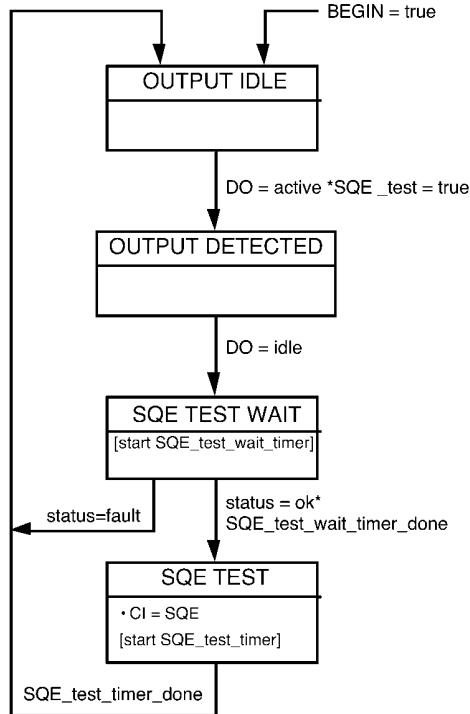 BEGIN = true
OUTPUT IDLE
DO = active *SQE _test = true
OUTPUT DETECTED
DO = idle
SQE TEST WAIT
[start SQE_test_wait_timer]
status=fault
status = ok*
SQE_test_wait_timer_done
SQE TEST
• CI = SQE
[start SQE_test_timer]
SQE_test_timer_done